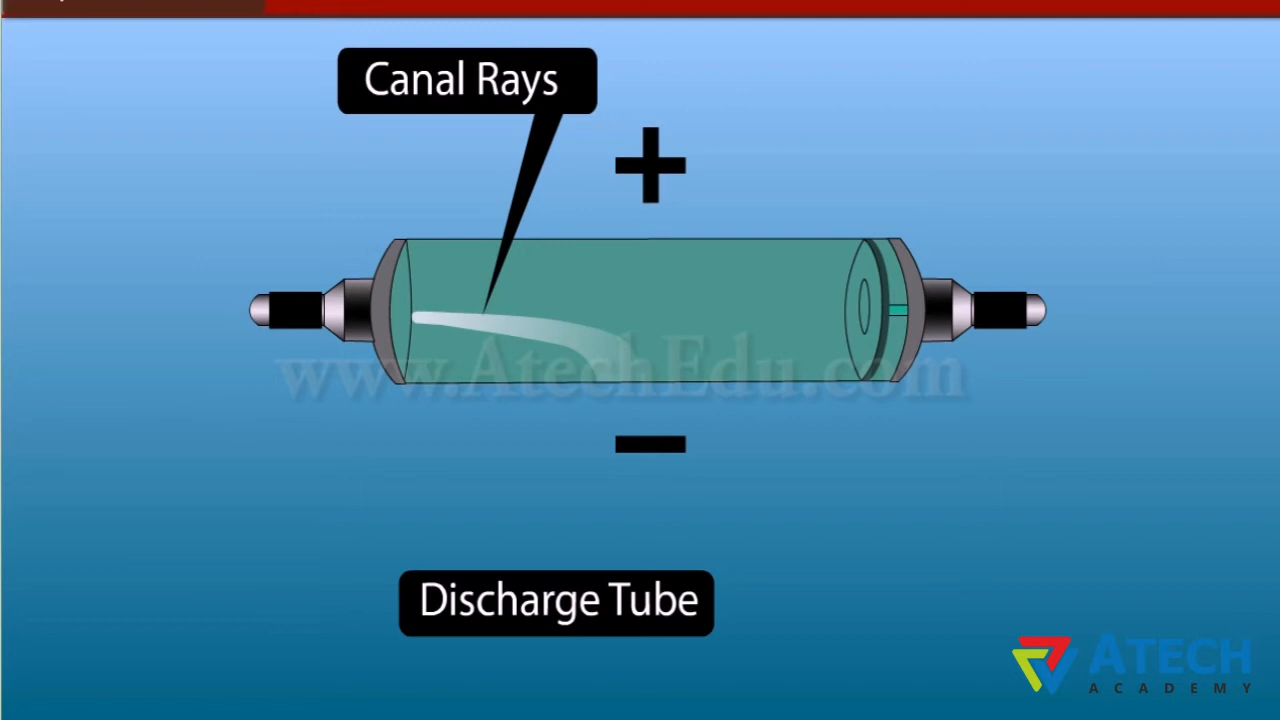 Canal Rays
+
www.AtechEdu.com
−
Discharge Tube
ATECH
ACADEMY